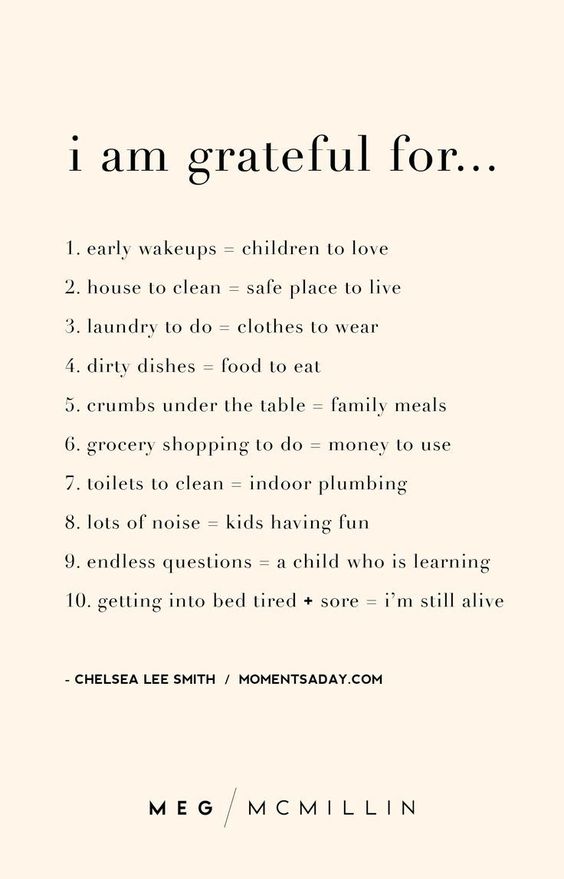 i am grateful for...
1. early wakeups = children to love
2. house to clean = safe place to live
3. laundry to do = clothes to wear
4. dirty dishes = food to eat
5. crumbs under the table = family meals
6. grocery shopping to do = money to use
7. toilets to clean = indoor plumbing
8. lots of noise = kids having fun
9. endless questions = a child who is learning
10. getting into bed tired + sore = i'm still alive
- CHELSEA LEE SMITH / MOMENTSADAY.COM
MEG / MCMILLIN